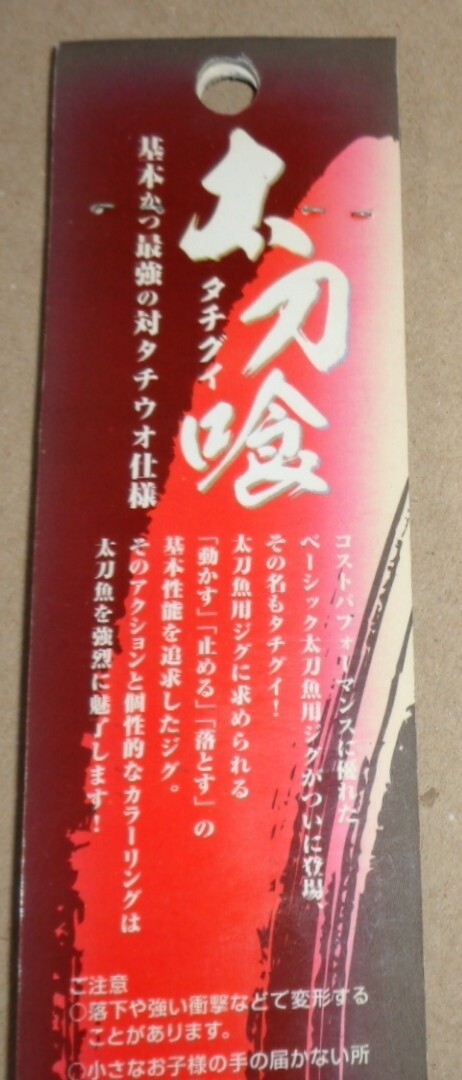 太刀喰
タチグイ
基本かつ最強の対タチウオ仕様
コストパフォーマンスに優れた
ベーシック太刀魚用ジグがついに登場、
その名もタチグイ!
太刀魚用ジグに求められる
「動かす」「止める」「落とす」の
基本性能を追求したジグ。
そのアクションと個性的なカラーリングは
太刀魚を強烈に魅了します!
ご注意
○落下や強い衝撃などで変形する
ことがあります。
○小さなお子様の手の届かない所